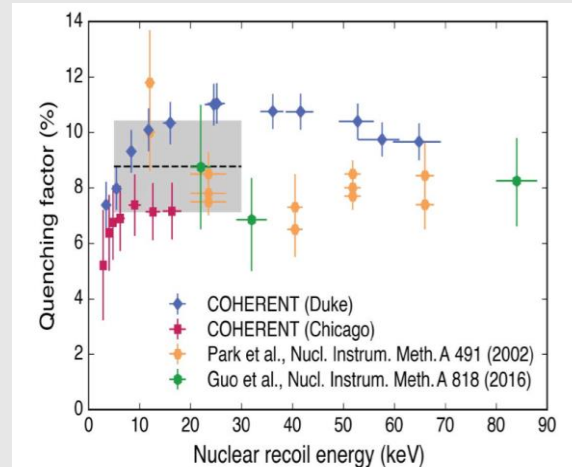 14
12
10
8
6
4
2
0
Quenching factor (%)
COHERENT (Duke)
COHERENT (Chicago)
Park et al., Nucl. Instrum. Meth. A 491 (2002)
Guo et al., Nucl. Instrum. Meth. A 818 (2016)
0 10 20 30 40 50 60 70 80 90
Nuclear recoil energy (keV)